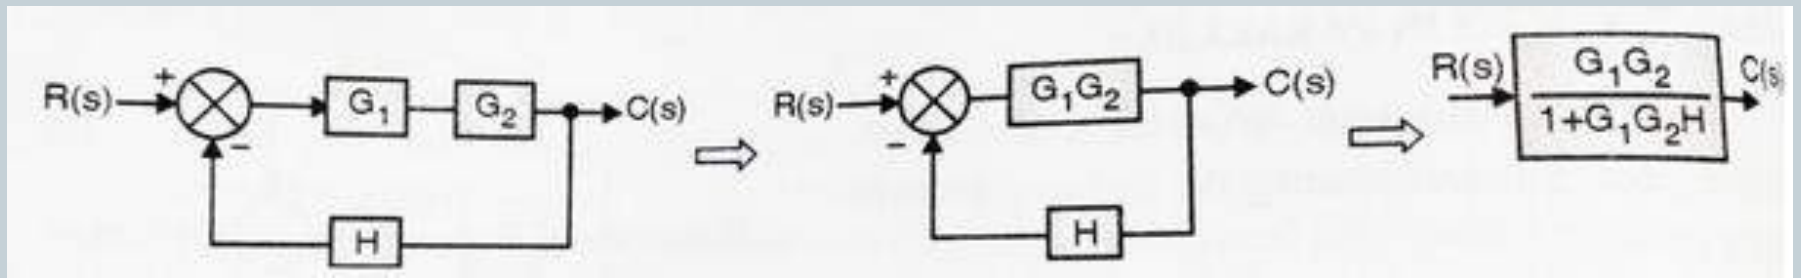 R(s)
+
−
G₁
G₂
C(s)
H
R(s)
+
−
G₁G₂
C(s)
H
R(s)
G₁G₂
1+G₁G₂H
C(s)